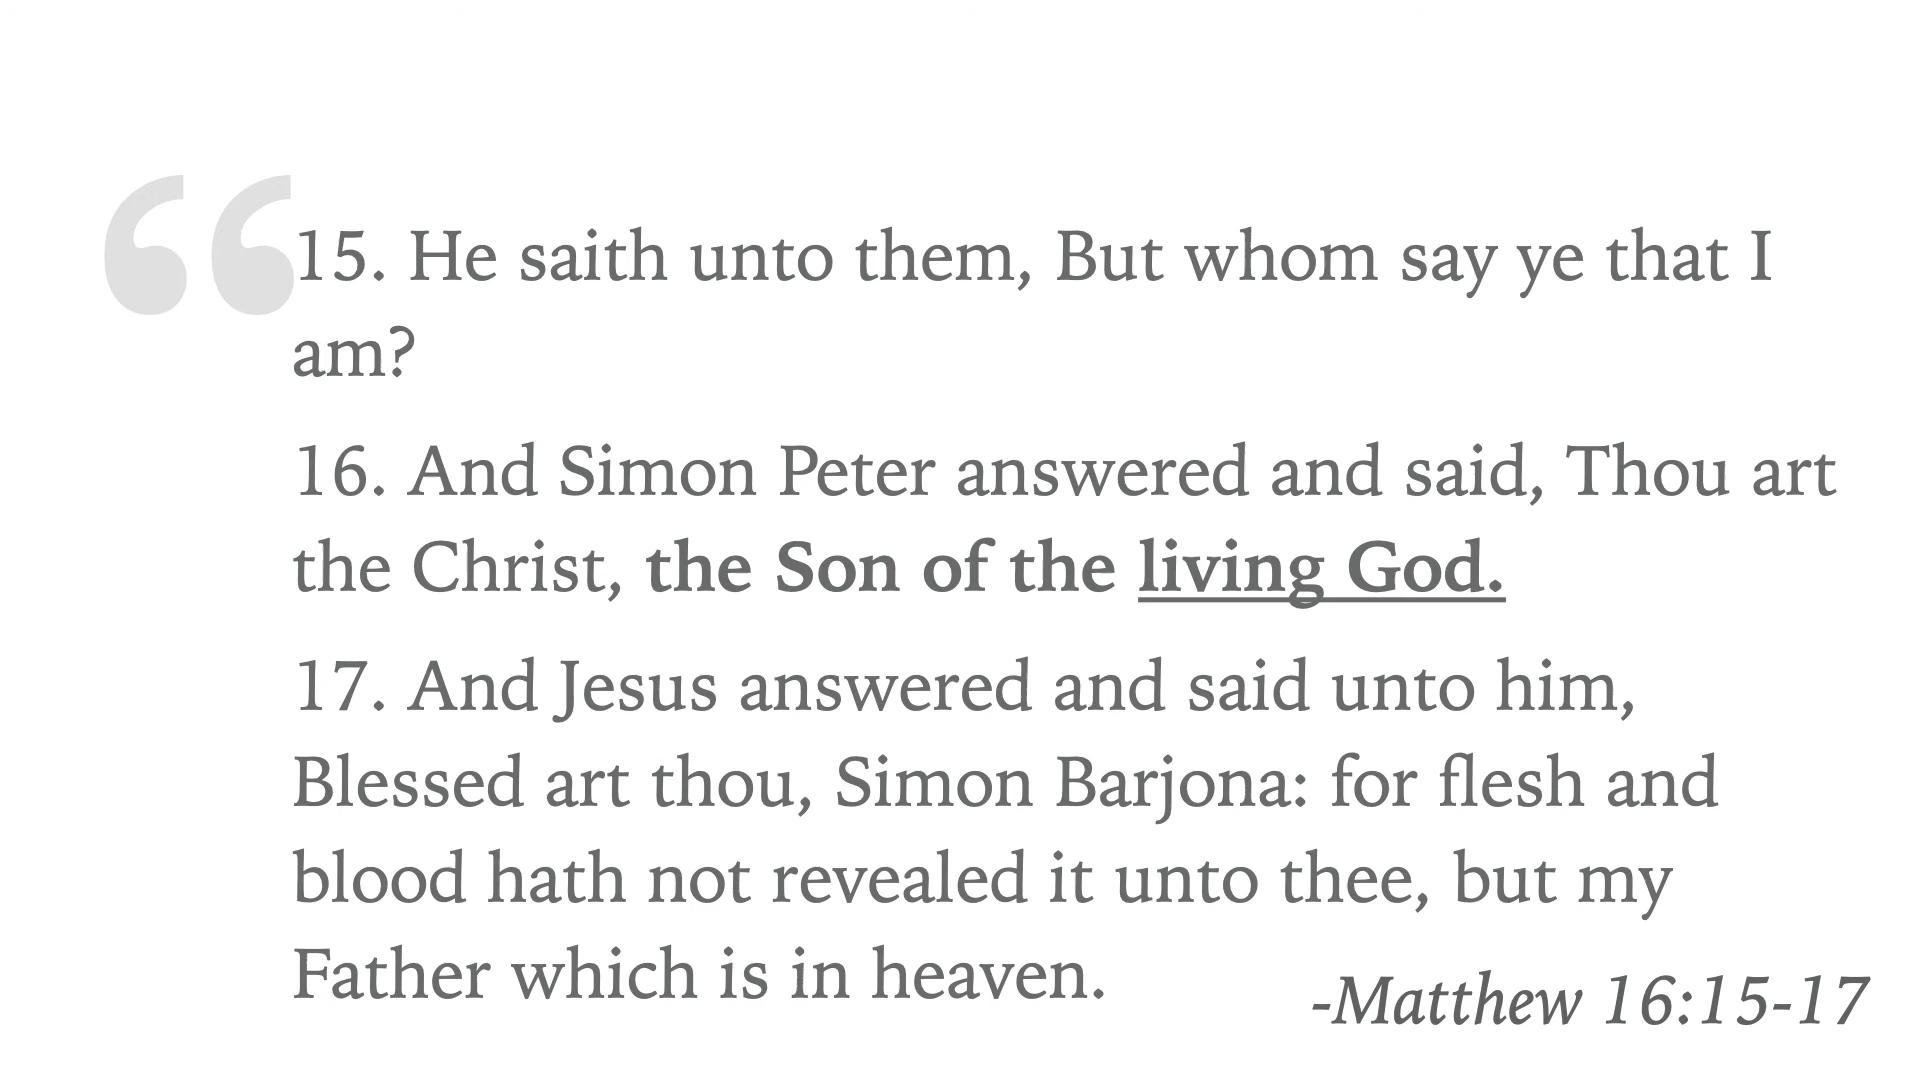 “15. He saith unto them, But whom say ye that I
am?
16. And Simon Peter answered and said, Thou art
the Christ, the Son of the living God.
17. And Jesus answered and said unto him,
Blessed art thou, Simon Barjona: for flesh and
blood hath not revealed it unto thee, but my
Father which is in heaven.
-Matthew 16:15-17